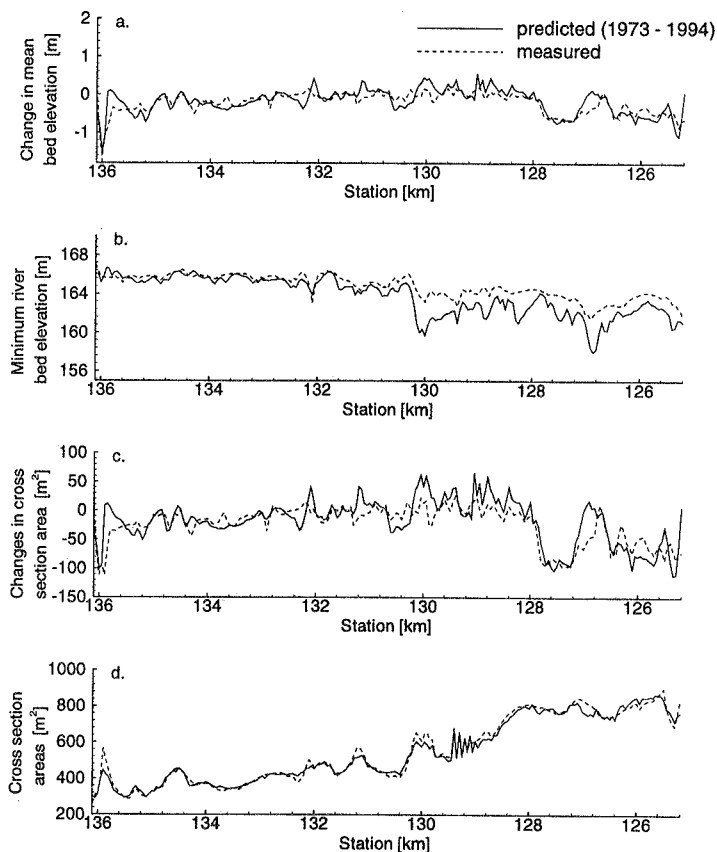 predicted (1973 - 1994)
measured
a.
Change in mean
bed elevation [m]
2
1
0
-1
136 134 132 130 128 126
Station [km]
b.
Minimum river
bed elevation [m]
168
164
160
156
136 134 132 130 128 126
Station [km]
c.
Changes in cross
section area [m²]
100
50
0
-50
-100
-150
136 134 132 130 128 126
Station [km]
d.
Cross section
areas [m²]
1000
800
600
400
200
136 134 132 130 128 126
Station [km]